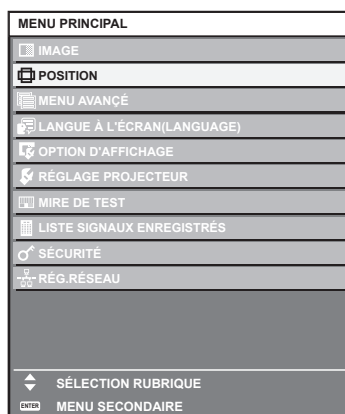 MENU PRINCIPAL
IMAGE
POSITION
MENU AVANÇÉ
LANGUE À L'ÉCRAN(LANGUAGE)
OPTION D'AFFICHAGE
RÉGLAGE PROJECTEUR
MIRE DE TEST
LISTE SIGNAUX ENREGISTRÉS
SÉCURITÉ
RÉG.RÉSEAU
SÉLECTION RUBRIQUE
ENTER MENU SECONDAIRE